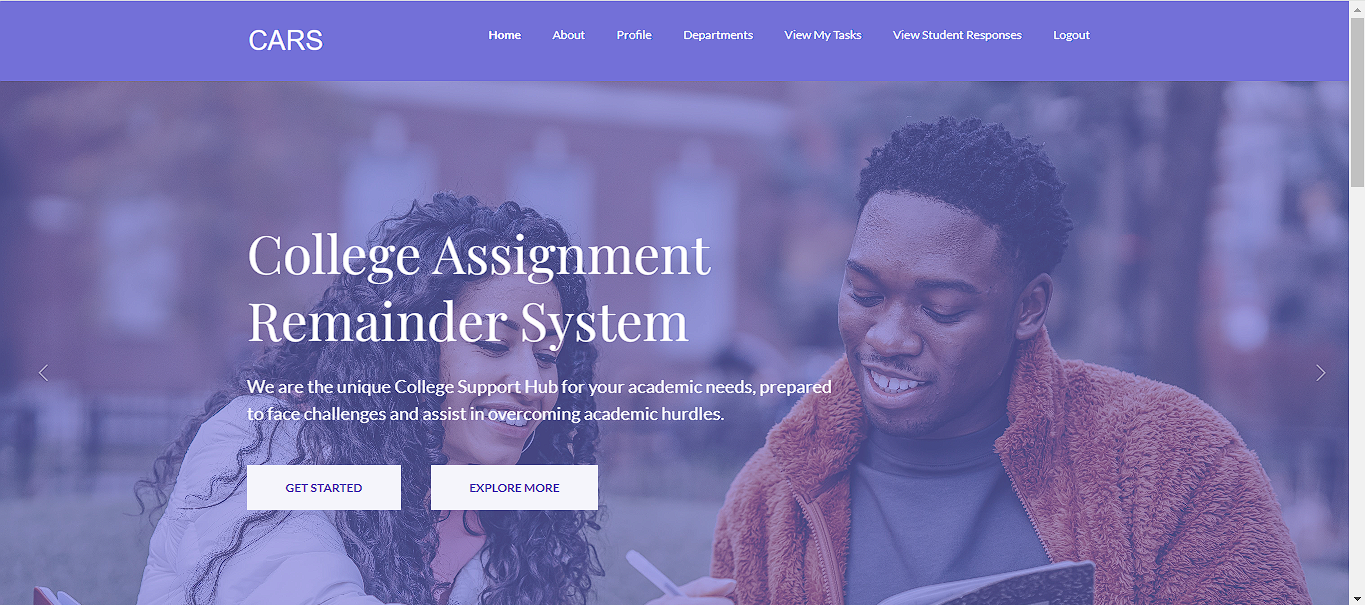 CARS
Home About Profile Departments View My Tasks View Student Responses Logout
College Assignment
Remainder System
We are the unique College Support Hub for your academic needs, prepared
to face challenges and assist in overcoming academic hurdles.
GET STARTED EXPLORE MORE